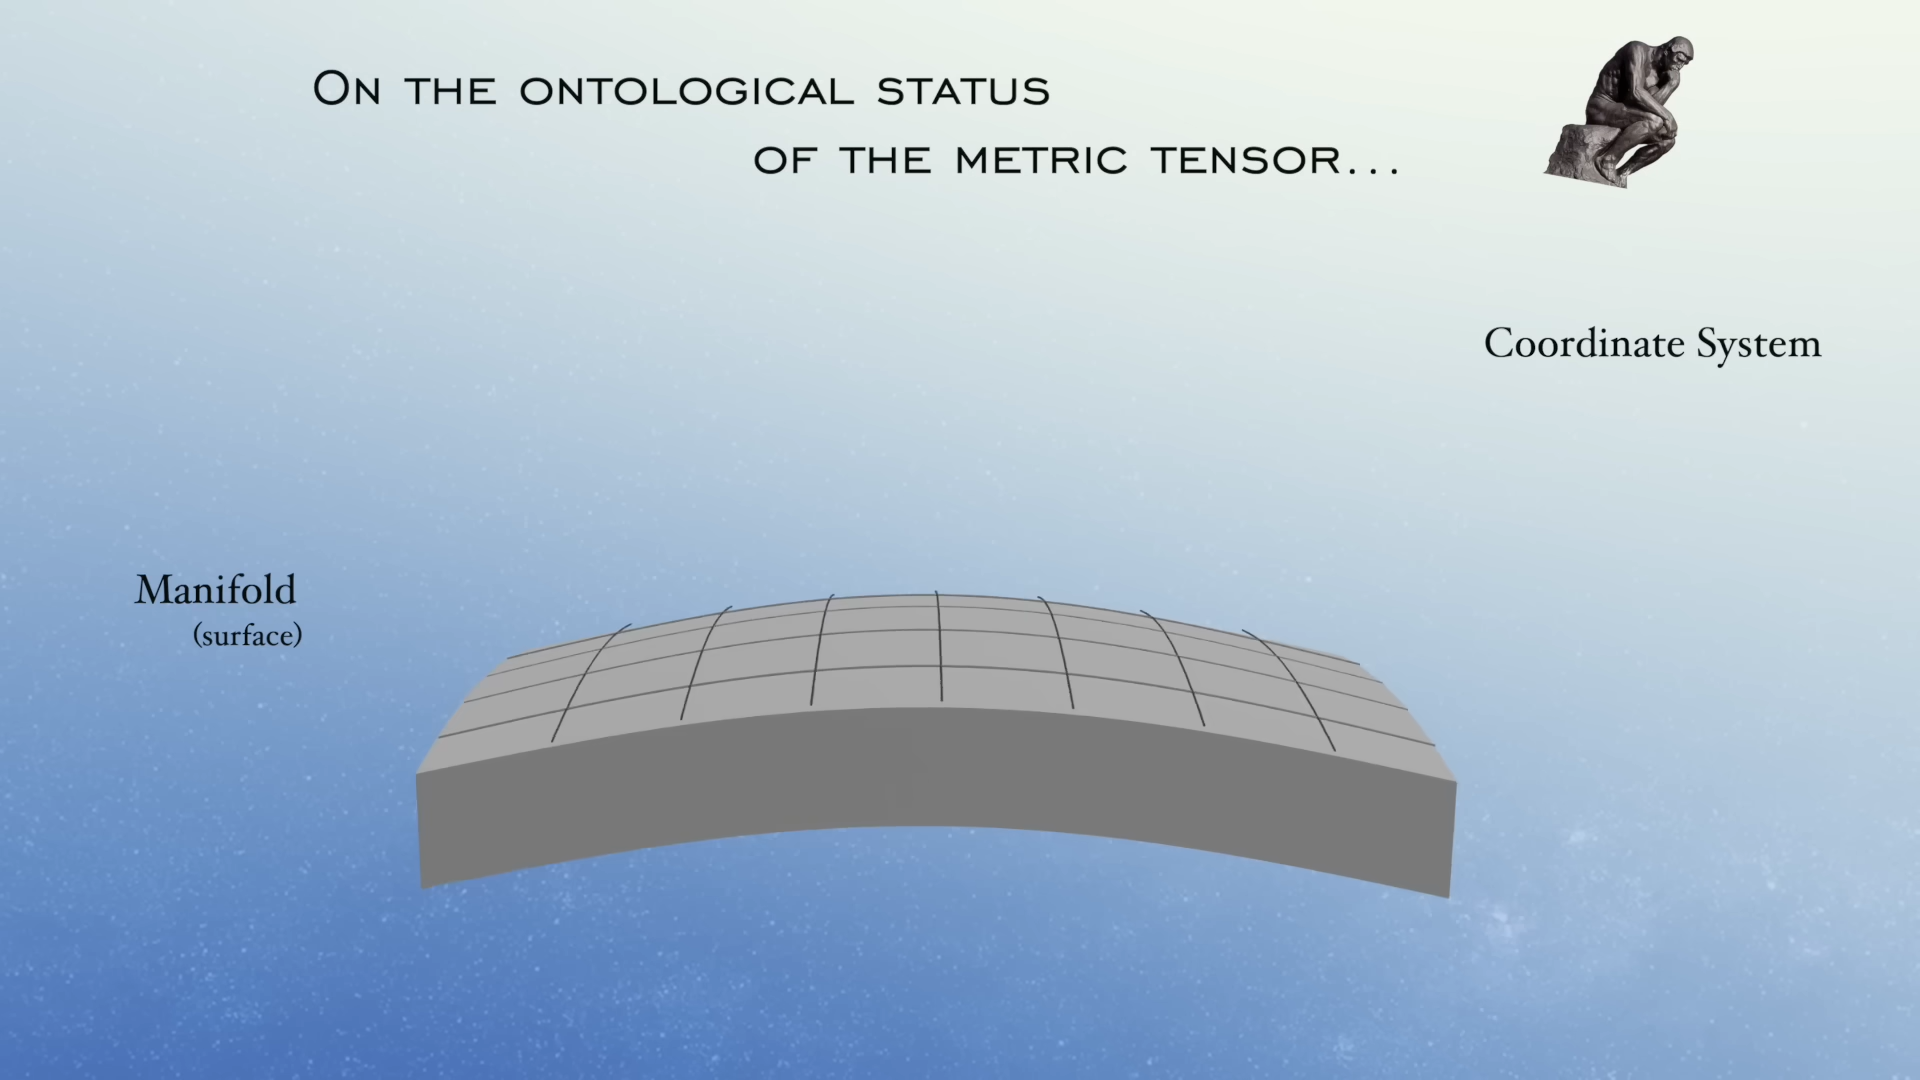 On the ontological status
of the metric tensor...
Coordinate System
Manifold
(surface)